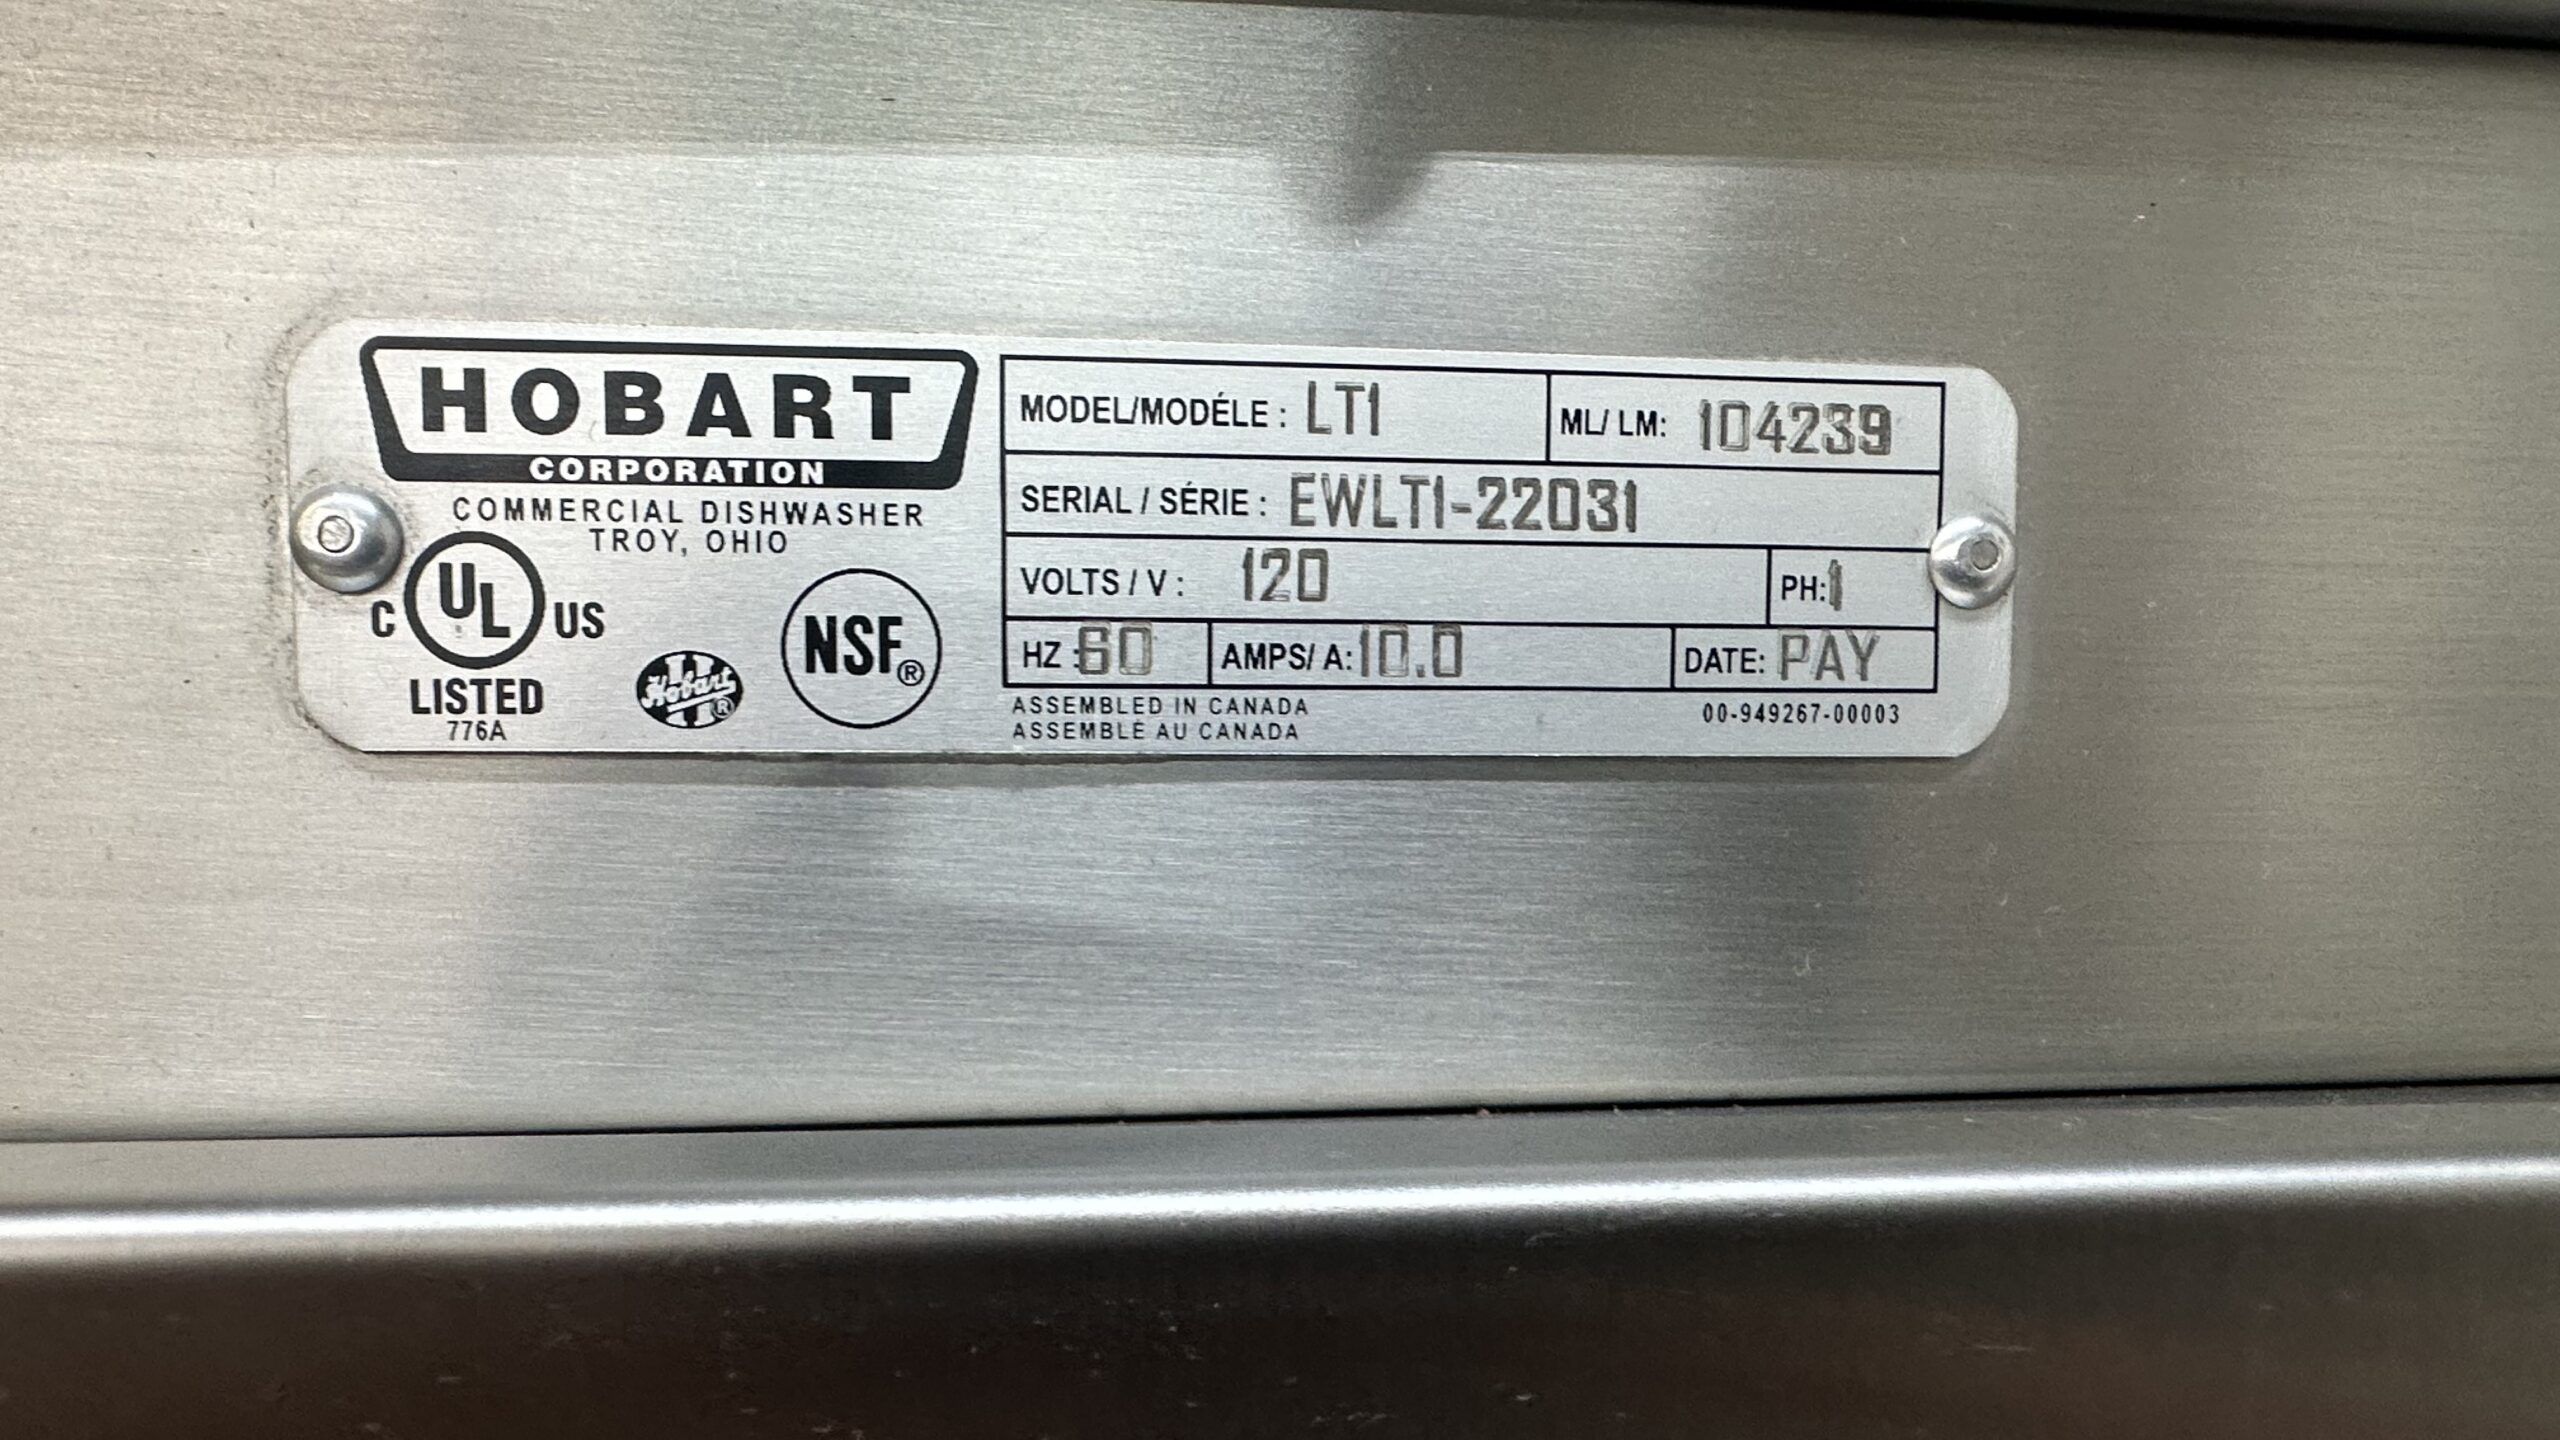 HOBART
CORPORATION
COMMERCIAL DISHWASHER
TROY, OHIO
C UL US
LISTED
776A
Hobart ®
NSF®
MODEL/MODÉLE : LT1
ML/ LM: 104239
SERIAL / SÉRIE : EWLT1-22031
VOLTS / V : 120
PH:1
HZ :60
AMPS/ A:10.0
DATE: PAY
ASSEMBLED IN CANADA
ASSEMBLÉ AU CANADA
00-949267-00003